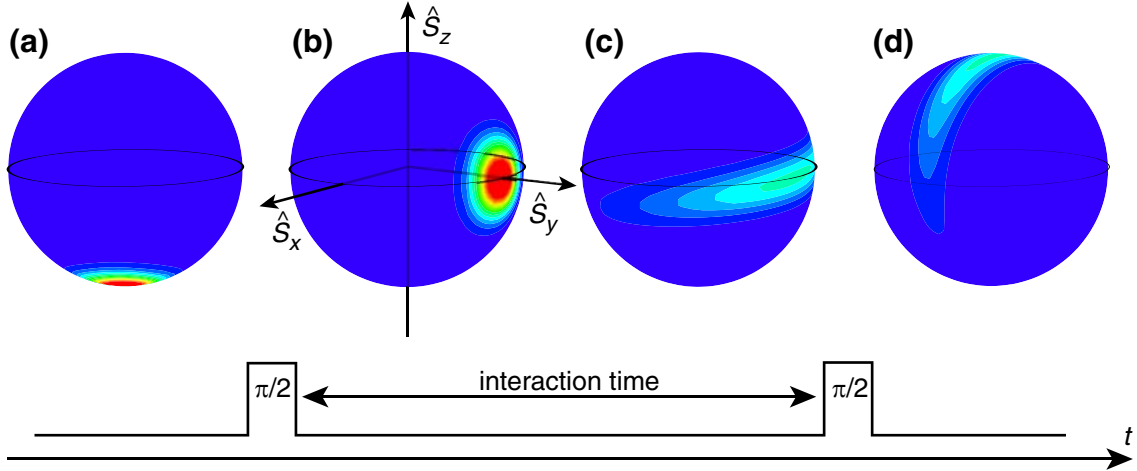 (a)
(b)
Ŝz
(c)
(d)
Ŝx
Ŝy
π/2
interaction time
π/2
t